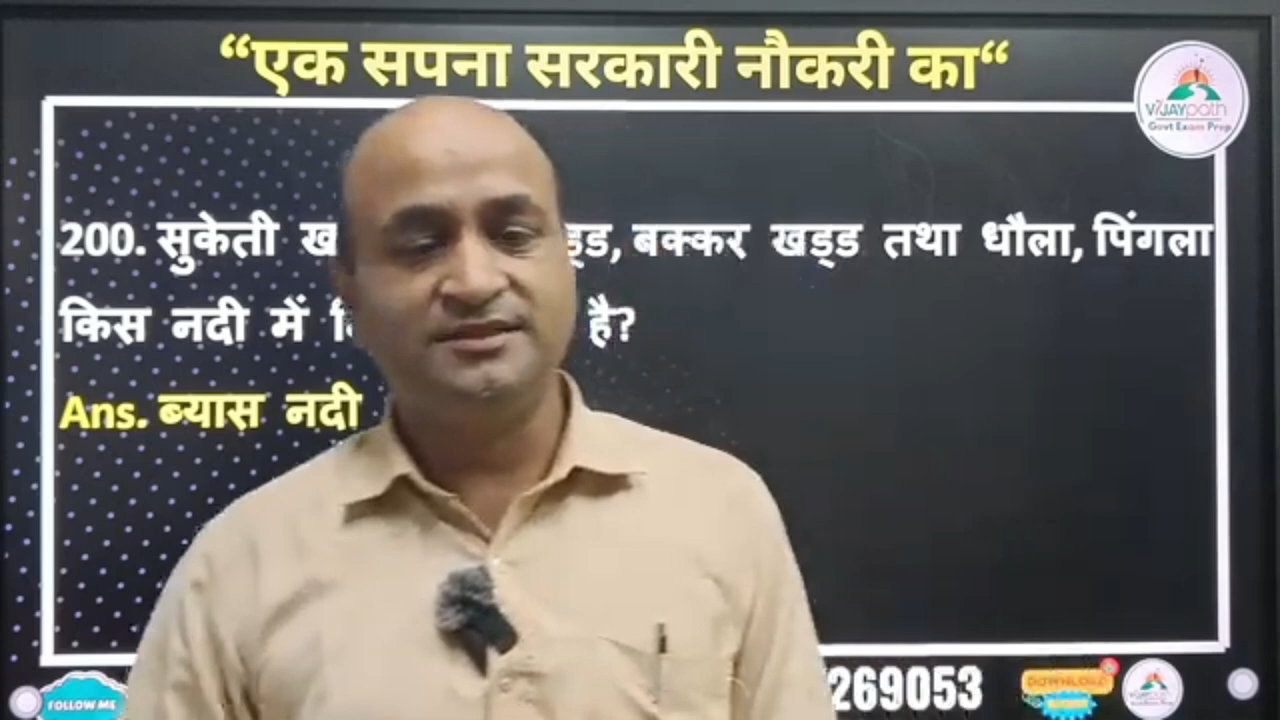 “एक सपना सरकारी नौकरी का“
VIJAYpath
Govt Exam Prep
200. सुकेती बक्कर खड्ड तथा धौला, पिंगला
किस नदी में है?
Ans. ब्यास नदी
FOLLOW ME
269053
DOWNLOAD